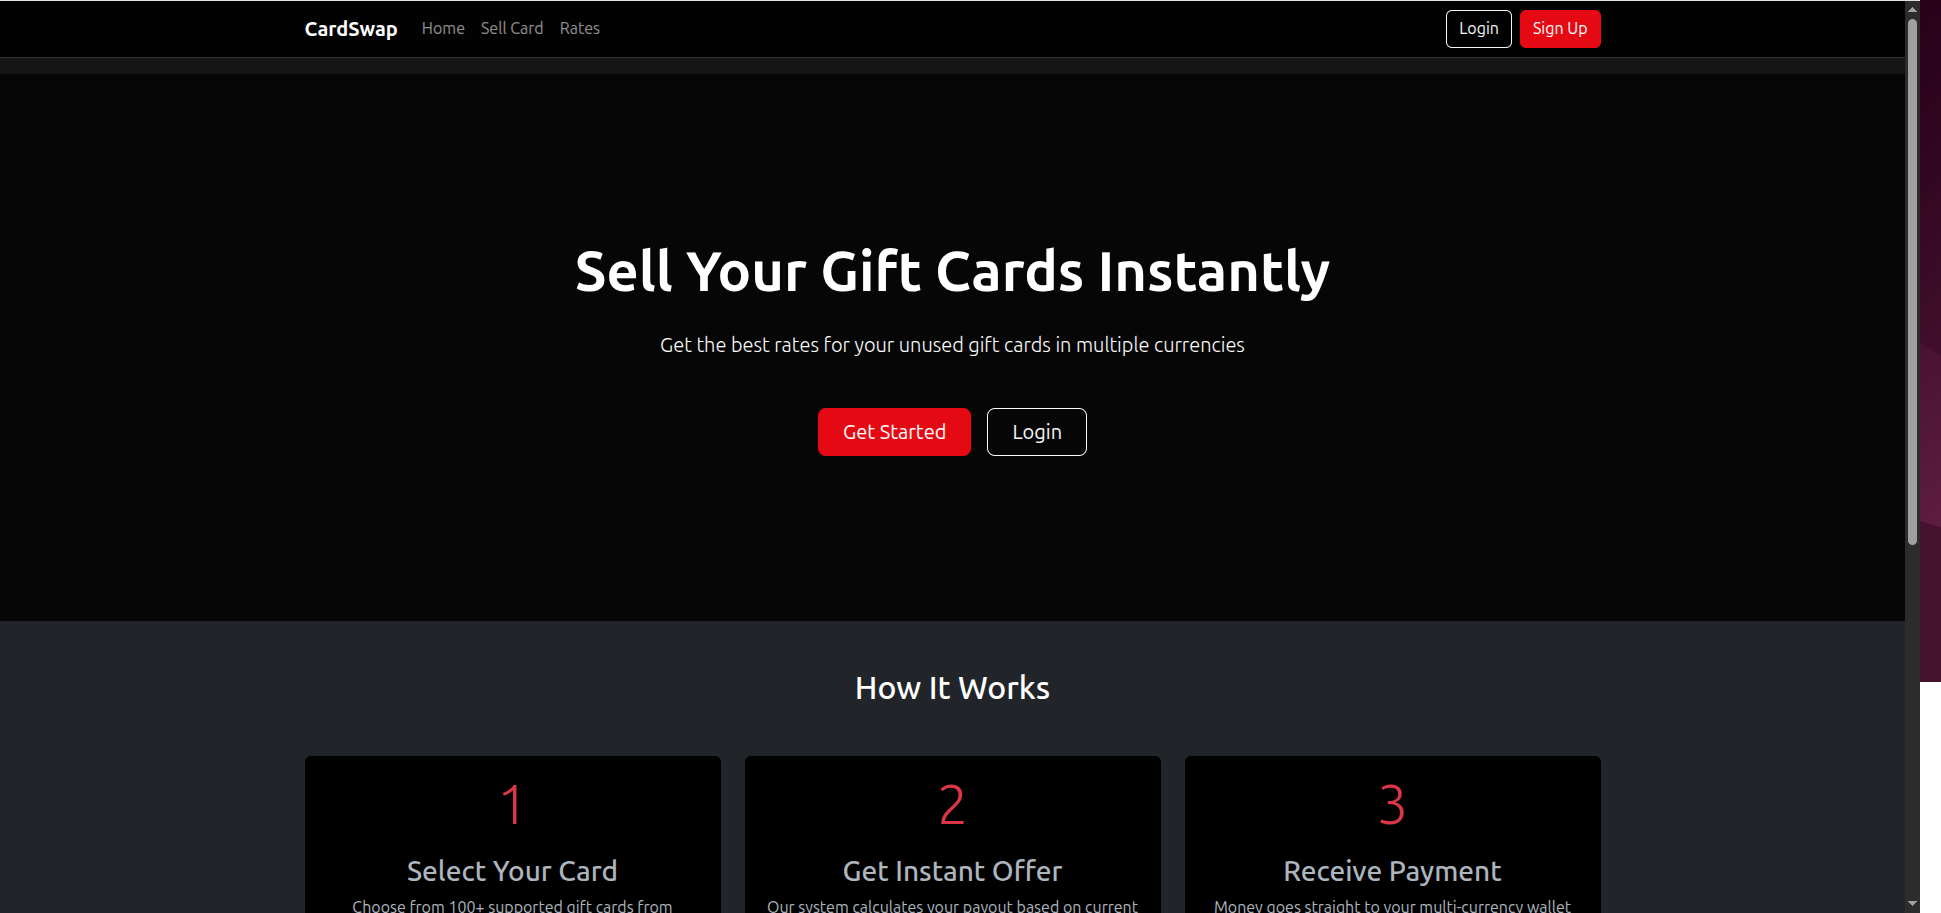 CardSwap Home Sell Card Rates Login Sign Up
Sell Your Gift Cards Instantly
Get the best rates for your unused gift cards in multiple currencies
Get Started Login
How It Works
1 2 3
Select Your Card Get Instant Offer Receive Payment
Choose from 100+ supported gift cards from Our system calculates your payout based on current Money goes straight to your multi-currency wallet